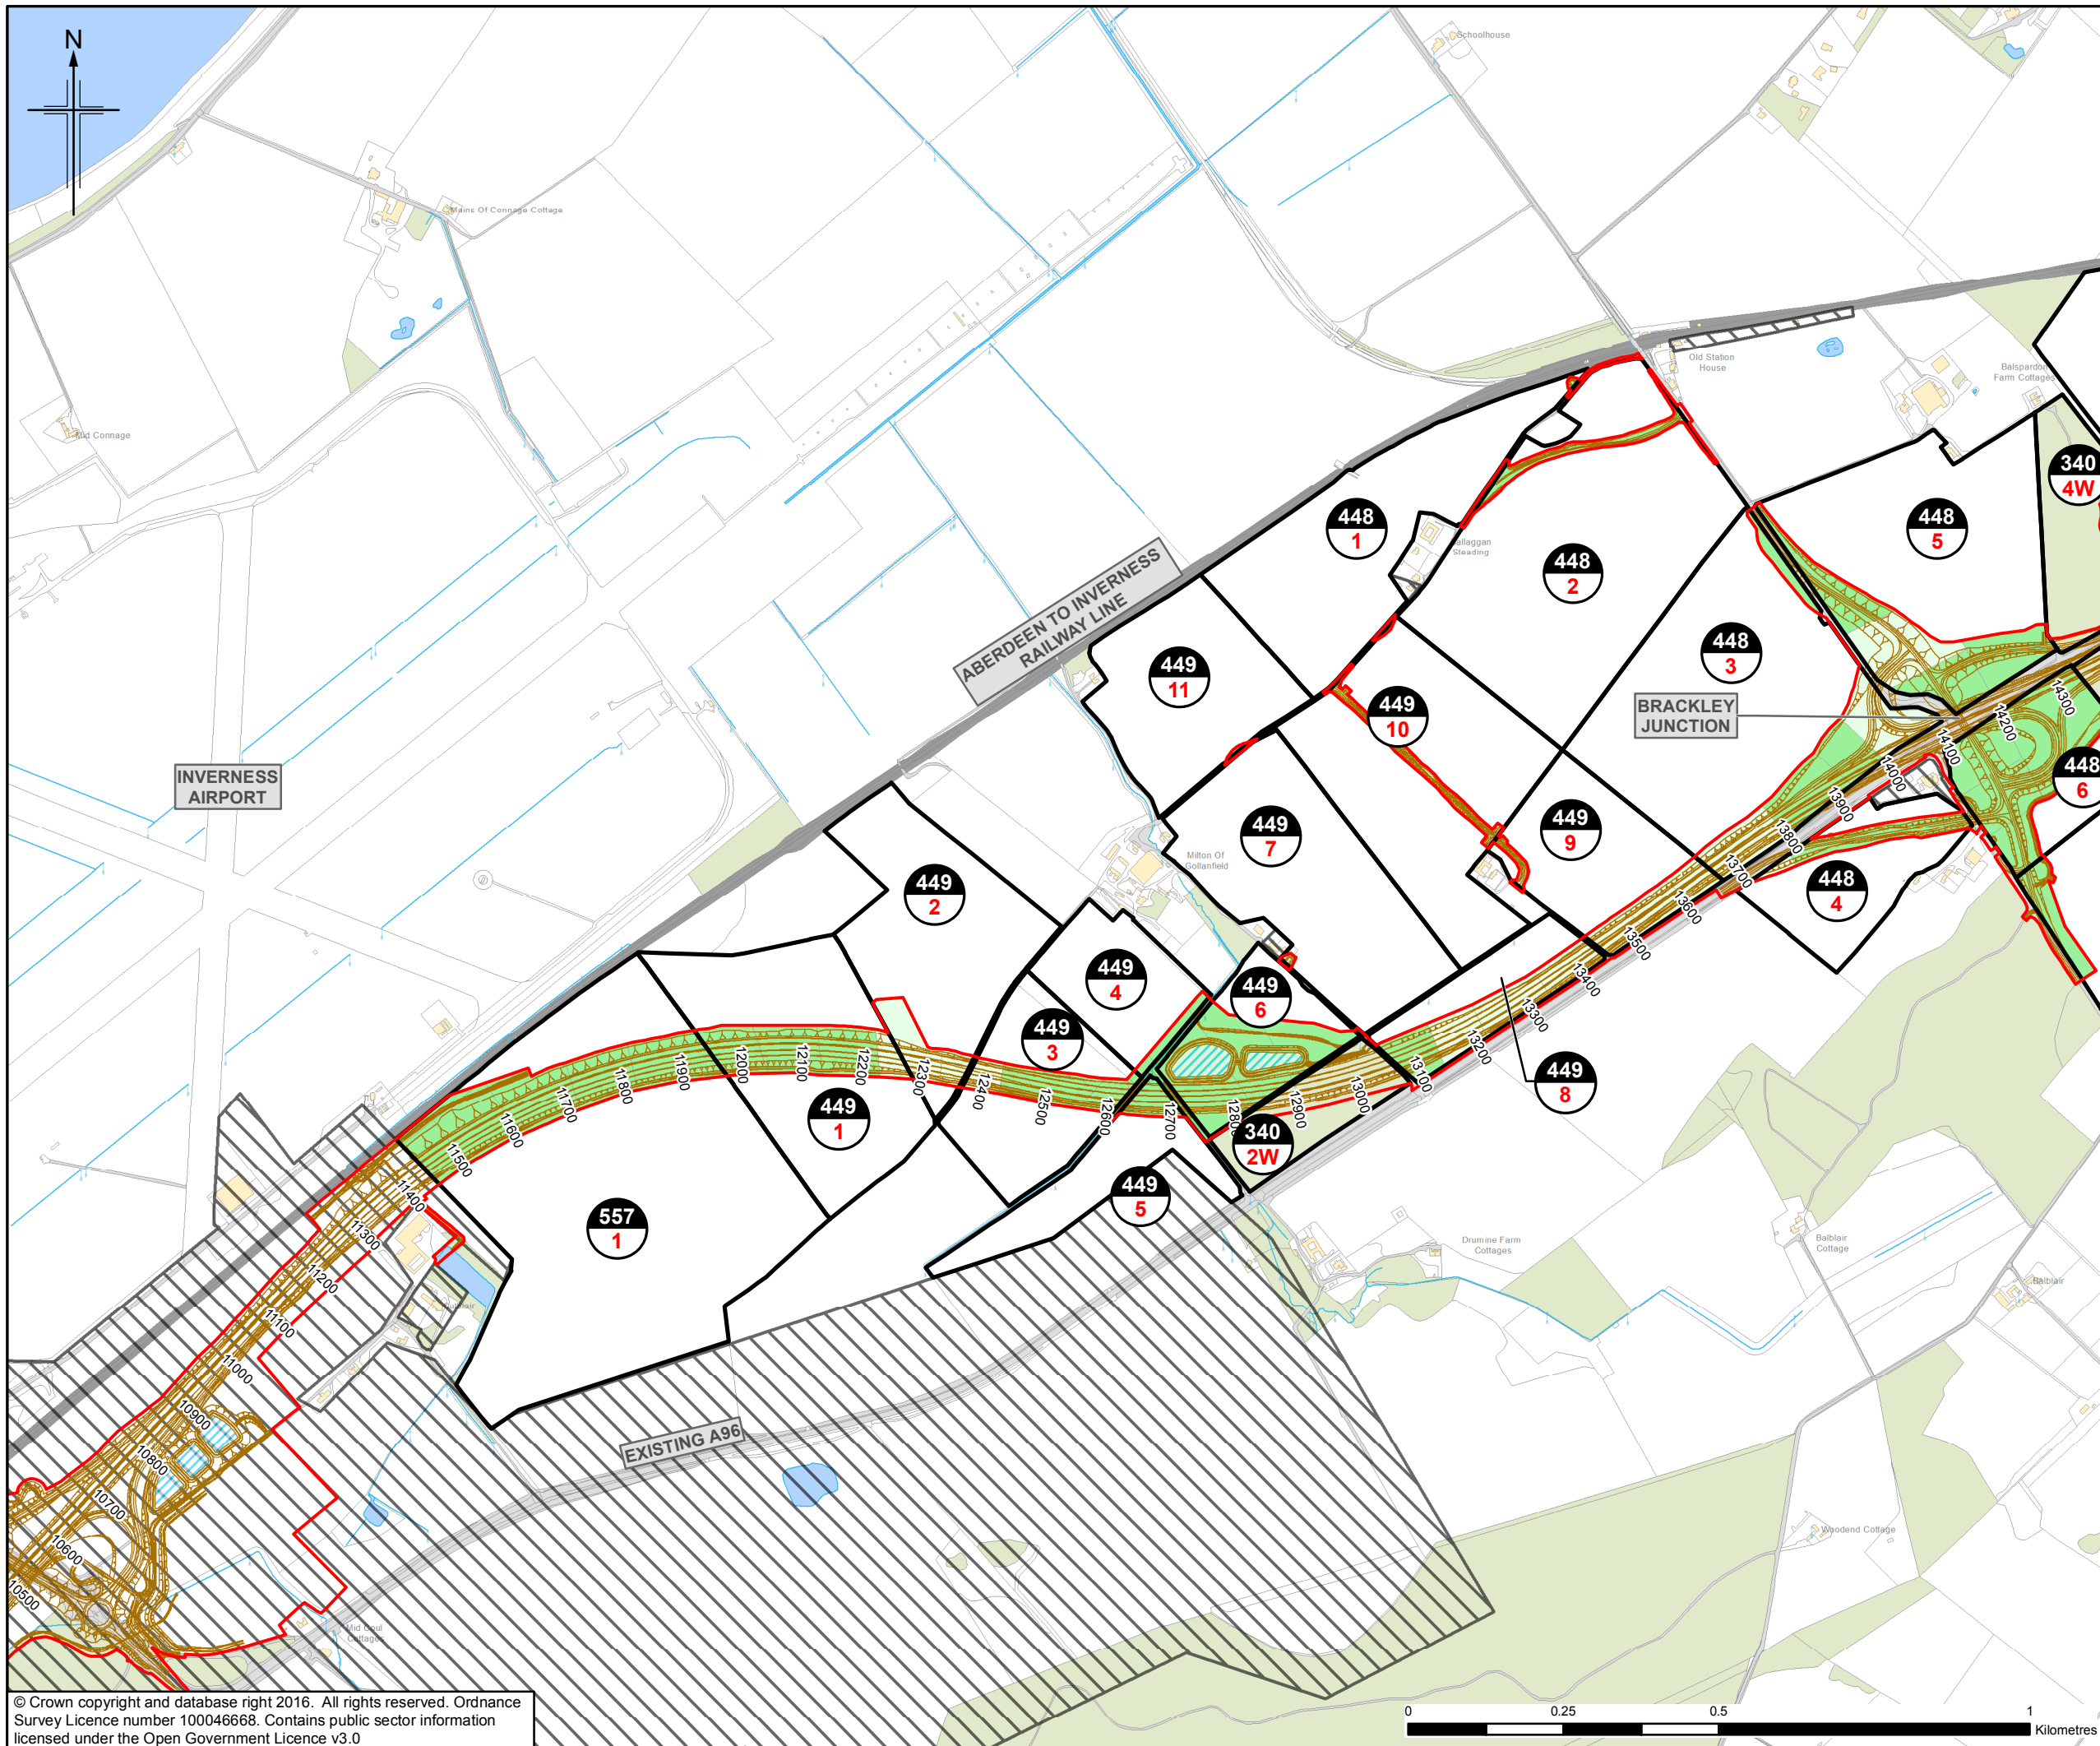 N
Schoolhouse
Mains Of Connage Cottage
Old Station
House
Balspardon
Farm Cottages
Mid Connage
340
4W
448
1
448
5
ABERDEEN TO INVERNESS
RAILWAY LINE
Steading
448
2
448
3
449
11
449
10
BRACKLEY
JUNCTION
14300
14200
14100
14000
448
6
INVERNESS
AIRPORT
449
7
449
9
13900
13800
13700
13600
13500
13400
13300
13200
13100
13000
12900
448
4
Milton Of
Gollanfield
449
2
449
4
449
6
449
3
449
8
12800
12700
12600
12500
12400
12300
12200
12100
12000
11900
11800
11700
11600
11500
11400
11300
11200
11100
11000
10900
10800
10700
10600
10500
449
1
340
2W
449
5
557
1
Drumine Farm
Cottages
Balblair
Cottage
Balblair
EXISTING A96
Woodend Cottage
Mid Coul
Cottages
© Crown copyright and database right 2016. All rights reserved. Ordnance
Survey Licence number 100046668. Contains public sector information
licensed under the Open Government Licence v3.0
0 0.25 0.5 1
Kilometres